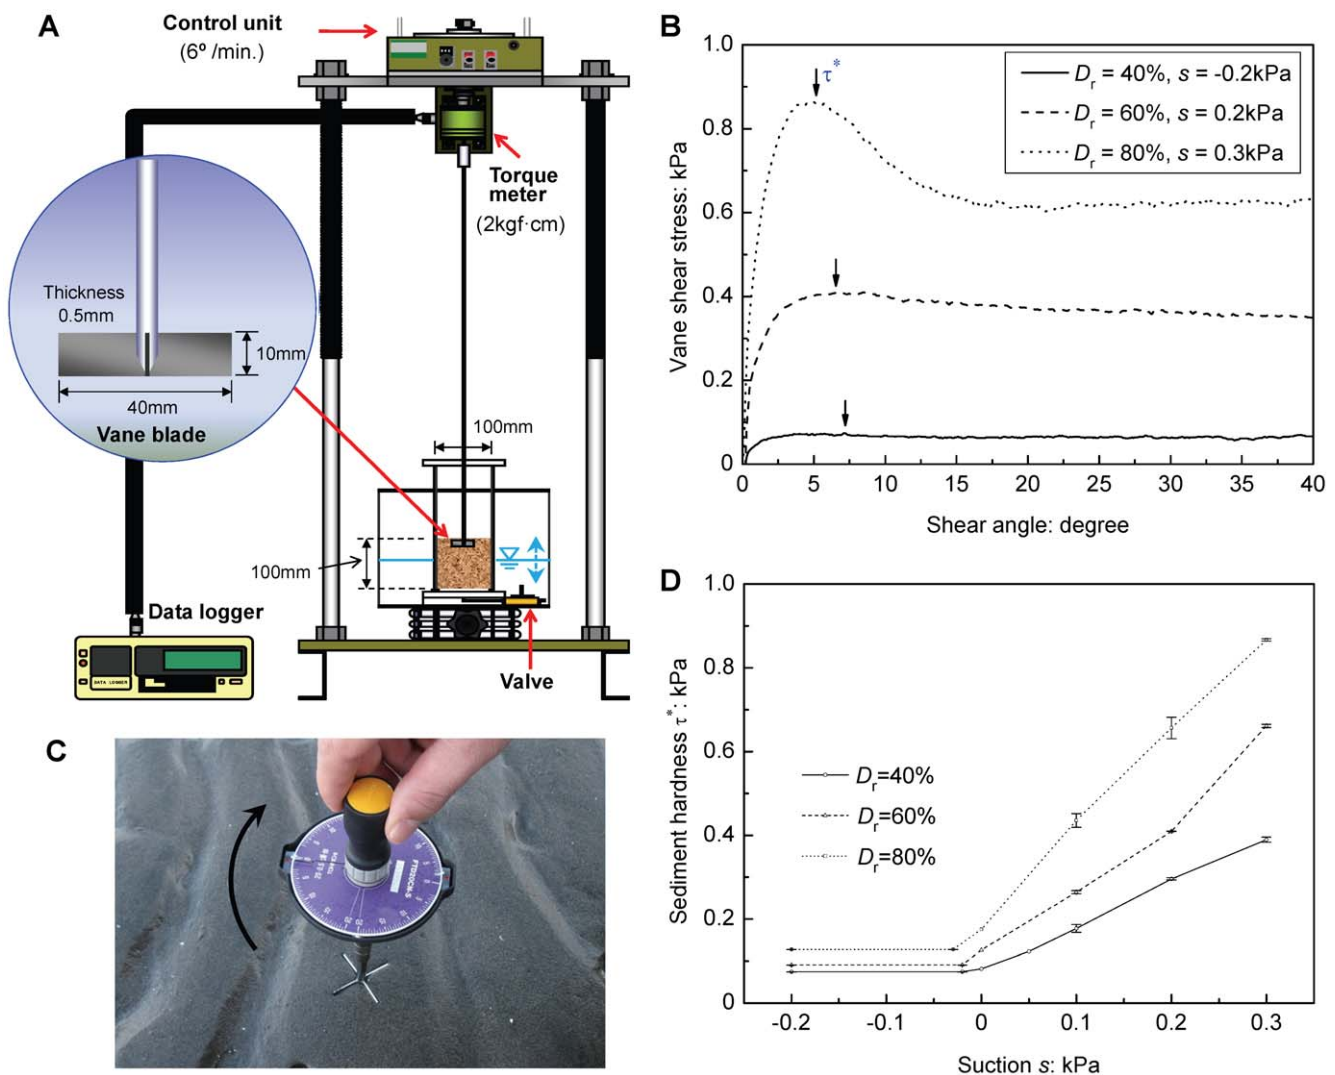 A
Control unit
(6º /min.)
Torque
meter
(2kgf·cm)
Thickness
0.5mm
10mm
40mm
Vane blade
100mm
100mm
Data logger
DATA LOGGER
Valve
B
Vane shear stress: kPa
1.0
0.8
0.6
0.4
0.2
0
τ*
Dr = 40%, s = -0.2kPa
Dr = 60%, s = 0.2kPa
Dr = 80%, s = 0.3kPa
0 5 10 15 20 25 30 35 40
Shear angle: degree
C
FTD20CN-S
D
Sediment hardness τ*: kPa
1.0
0.8
0.6
0.4
0.2
0
Dr=40%
Dr=60%
Dr=80%
-0.2 -0.1 0 0.1 0.2 0.3
Suction s: kPa